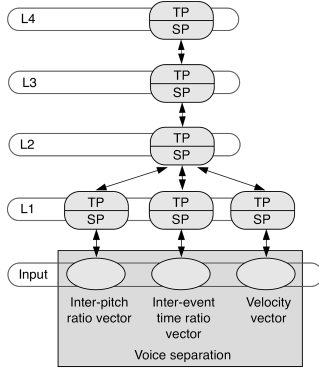 L4
TP
SP
L3
TP
SP
L2
TP
SP
L1
TP
SP
TP
SP
TP
SP
Input
Inter-pitch
ratio vector
Inter-event
time ratio
vector
Velocity
vector
Voice separation